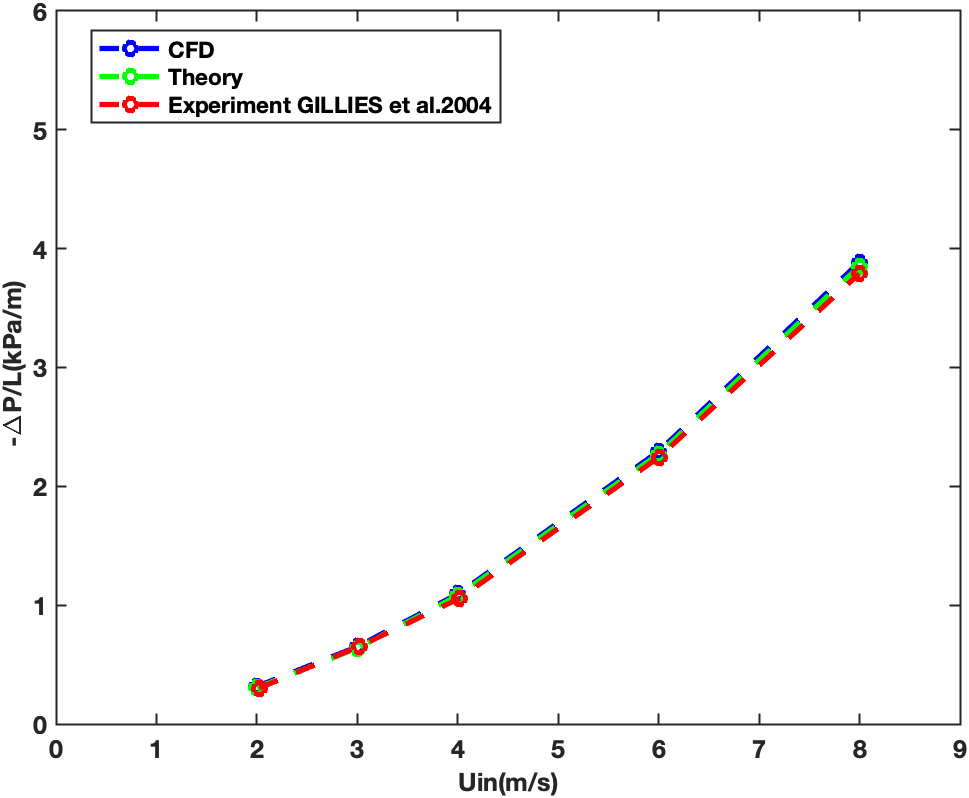 6
CFD
Theory
Experiment GILLIES et al.2004
5
4
3
2
1
0
-△P/L(kPa/m)
0 1 2 3 4 5 6 7 8 9
Uin(m/s)